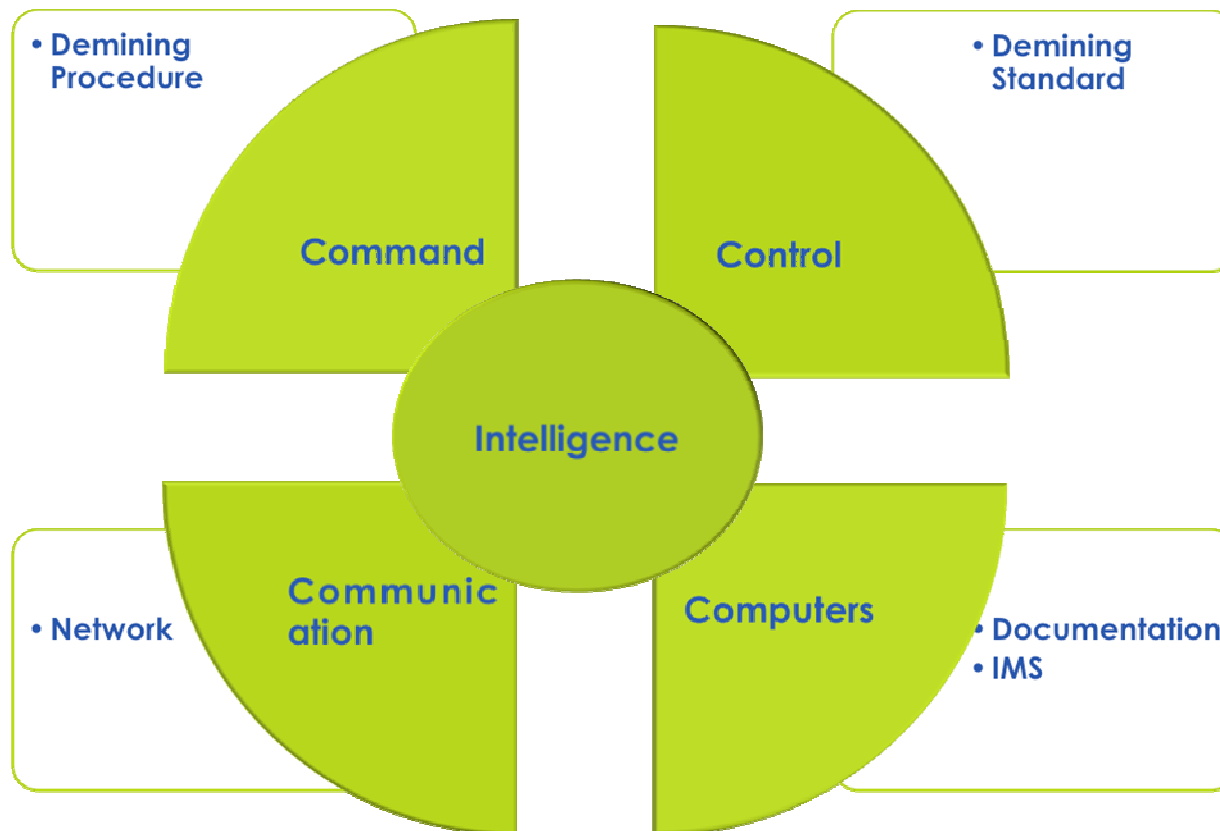 • Demining
Procedure
• Demining
Standard
Command
Control
Intelligence
Communic
ation
Computers
• Network
• Documentation
• IMS